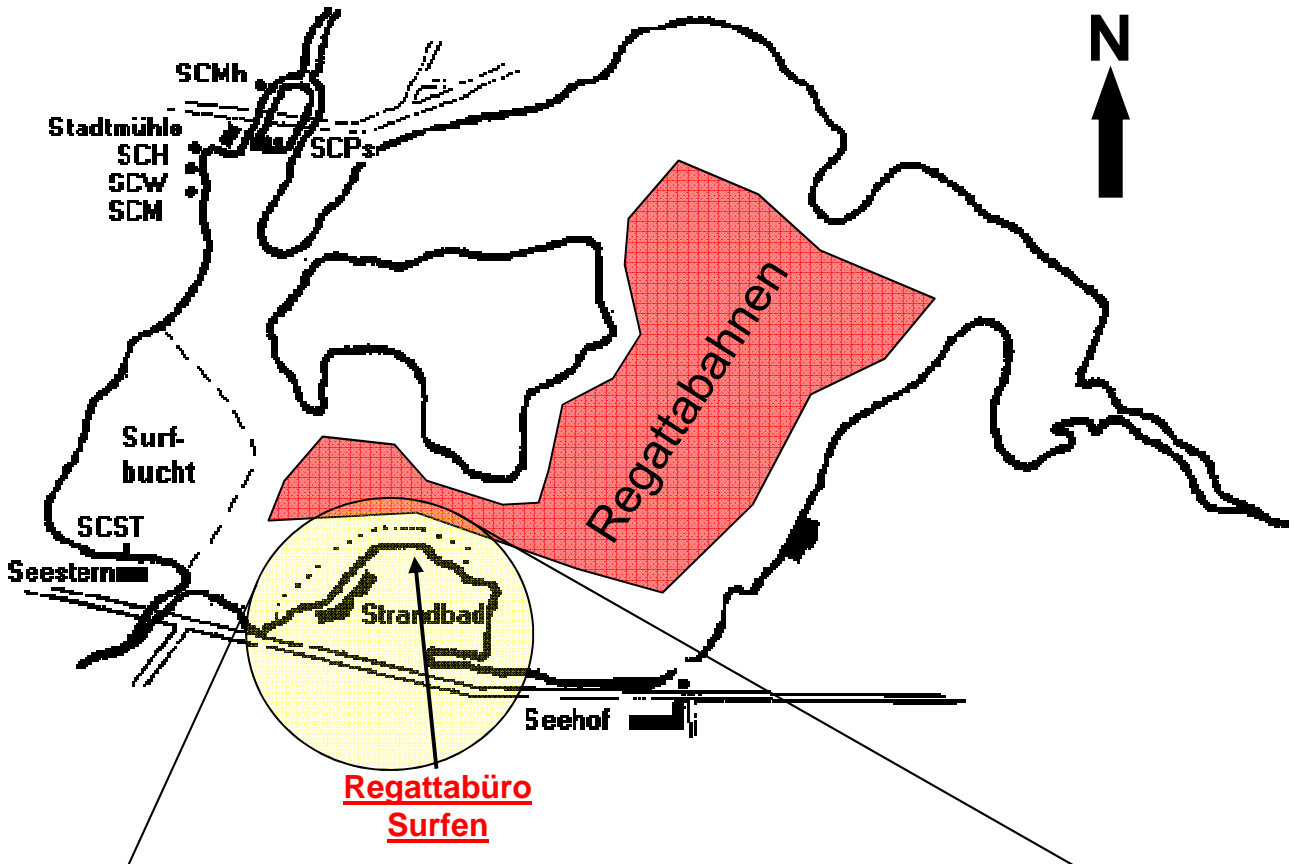 N
SCMh
Stadtmühle
SCH
SCPs
SCW
SCM
Regattabahnen
Surf-
bucht
SCST
Seestern
Strandbad
Seehof
Regattabüro
Surfen